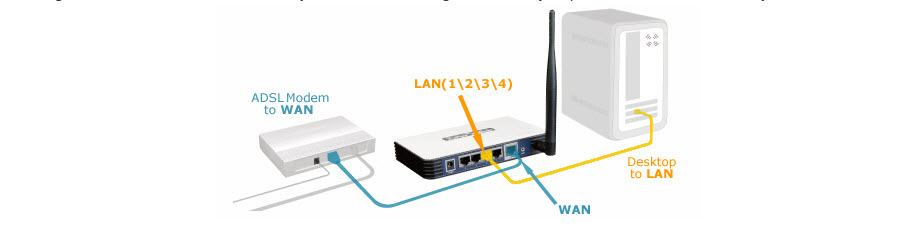 LAN(1\2\3\4)
ADSL Modem
to WAN
Desktop
to LAN
WAN